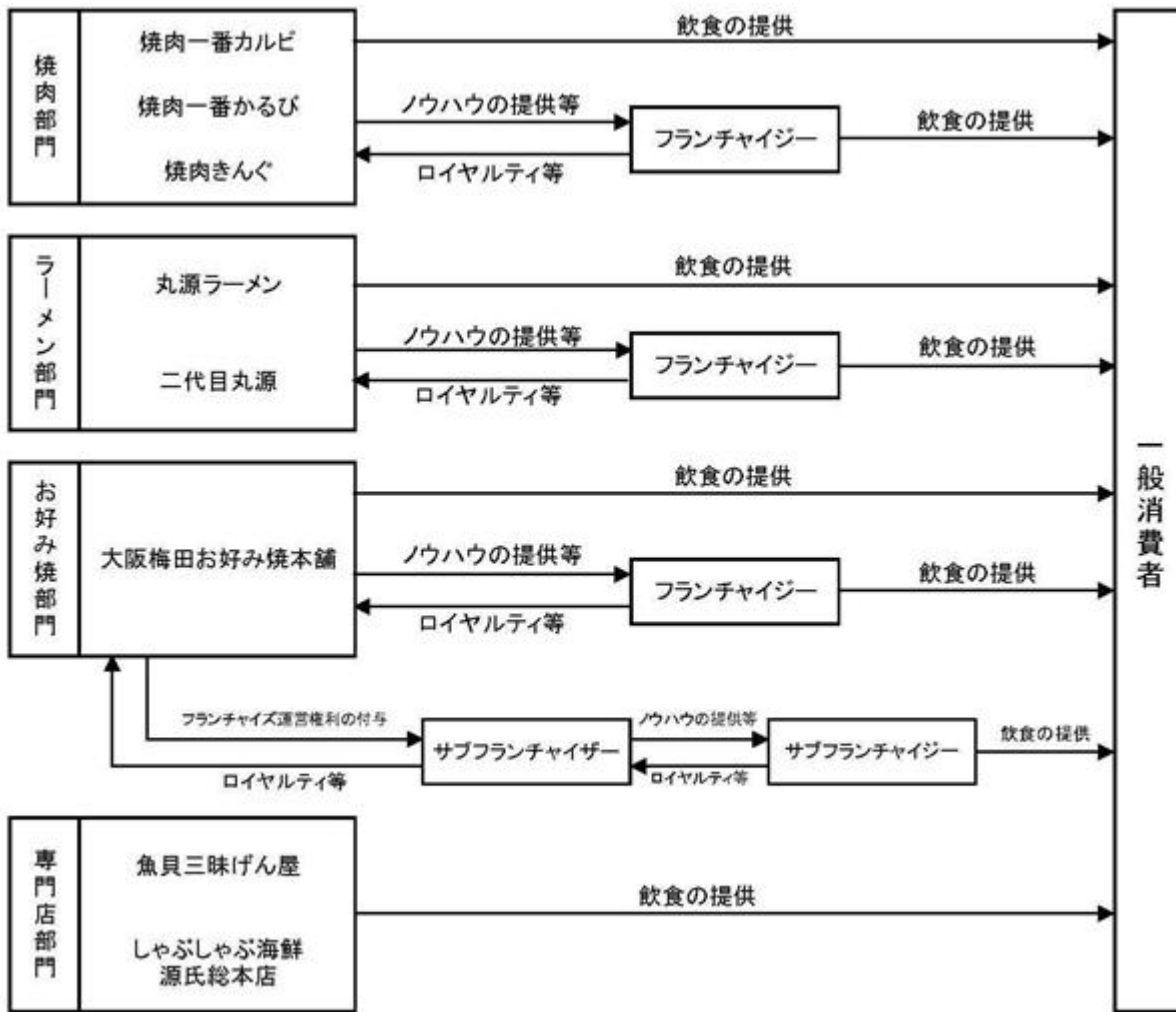 焼肉部門
焼肉一番カルビ
焼肉一番かるび
焼肉きんぐ
飲食の提供
ノウハウの提供等
ロイヤルティ等
フランチャイジー
飲食の提供
ラーメン部門
丸源ラーメン
二代目丸源
飲食の提供
ノウハウの提供等
ロイヤルティ等
フランチャイジー
飲食の提供
お好み焼部門
大阪梅田お好み焼本舗
飲食の提供
ノウハウの提供等
ロイヤルティ等
フランチャイジー
飲食の提供
フランチャイズ運営権利の付与
ロイヤルティ等
サブフランチャイザー
ノウハウの提供等
ロイヤルティ等
サブフランチャイジー
飲食の提供
専門店部門
魚貝三昧げん屋
しゃぶしゃぶ海鮮
源氏総本店
飲食の提供
一般消費者